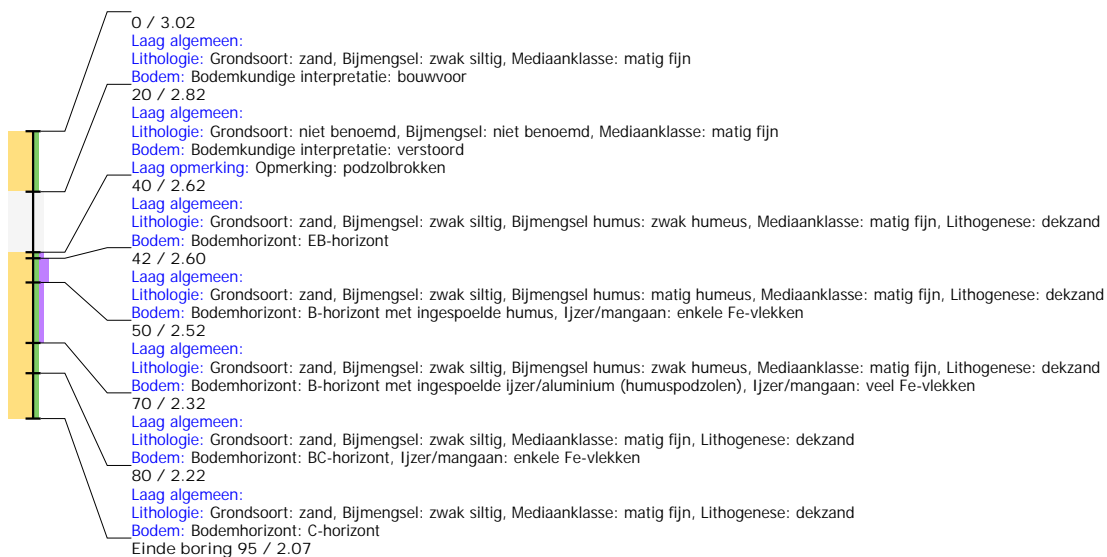 0 / 3.02
Laag algemeen:
Lithologie: Grondsoort: zand, Bijmengsel: zwak siltig, Mediaanklasse: matig fijn
Bodem: Bodemkundige interpretatie: bouwvoor
20 / 2.82
Laag algemeen:
Lithologie: Grondsoort: niet benoemd, Bijmengsel: niet benoemd, Mediaanklasse: matig fijn
Bodem: Bodemkundige interpretatie: verstoord
Laag opmerking: Opmerking: podzolbrokken
40 / 2.62
Laag algemeen:
Lithologie: Grondsoort: zand, Bijmengsel: zwak siltig, Bijmengsel humus: zwak humeus, Mediaanklasse: matig fijn, Lithogenese: dekzand
Bodem: Bodemhorizont: EB-horizont
42 / 2.60
Laag algemeen:
Lithologie: Grondsoort: zand, Bijmengsel: zwak siltig, Bijmengsel humus: matig humeus, Mediaanklasse: matig fijn, Lithogenese: dekzand
Bodem: Bodemhorizont: B-horizont met ingespoelde humus, Ijzer/mangaan: enkele Fe-vlekken
50 / 2.52
Laag algemeen:
Lithologie: Grondsoort: zand, Bijmengsel: zwak siltig, Bijmengsel humus: zwak humeus, Mediaanklasse: matig fijn, Lithogenese: dekzand
Bodem: Bodemhorizont: B-horizont met ingespoelde ijzer/aluminium (humuspodzolen), Ijzer/mangaan: veel Fe-vlekken
70 / 2.32
Laag algemeen:
Lithologie: Grondsoort: zand, Bijmengsel: zwak siltig, Mediaanklasse: matig fijn, Lithogenese: dekzand
Bodem: Bodemhorizont: BC-horizont, Ijzer/mangaan: enkele Fe-vlekken
80 / 2.22
Laag algemeen:
Lithologie: Grondsoort: zand, Bijmengsel: zwak siltig, Mediaanklasse: matig fijn, Lithogenese: dekzand
Bodem: Bodemhorizont: C-horizont
Einde boring 95 / 2.07